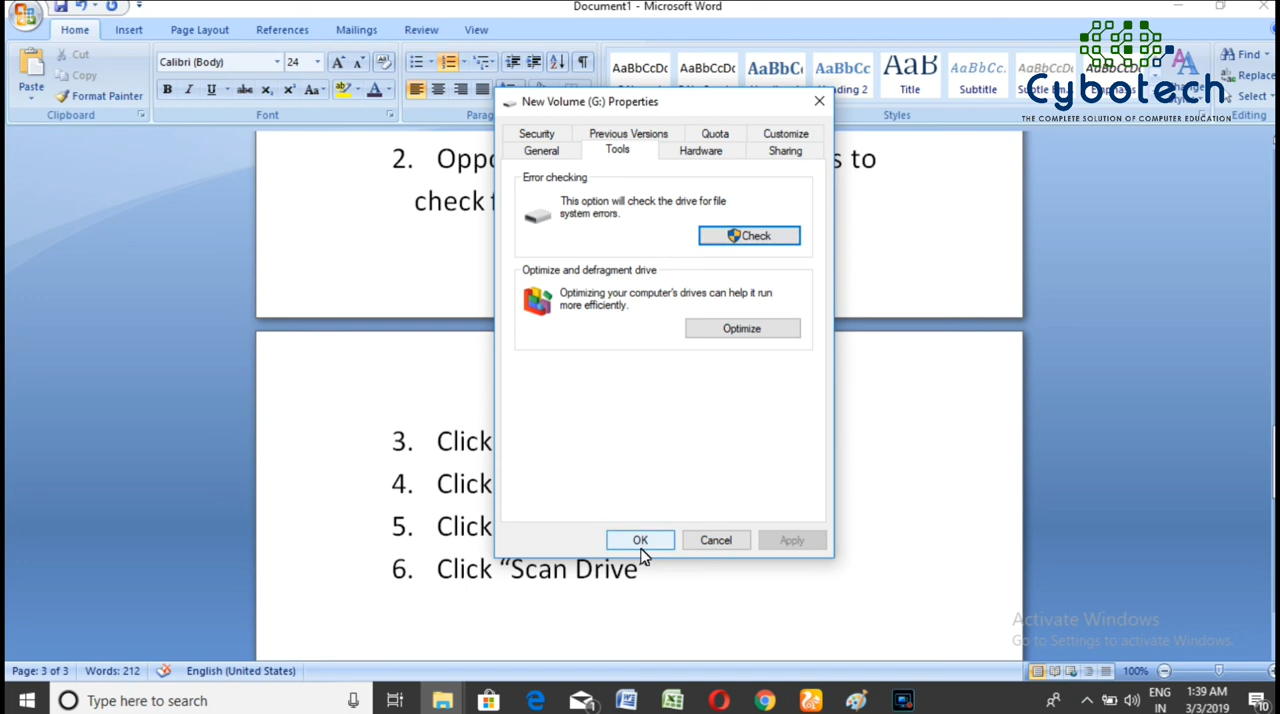 Document1 - Microsoft Word
Home Insert Page Layout References Mailings Review View
Cut
Copy
Format Painter
Paste
Clipboard
Calibri (Body) 24
Font
Parag
AaBbCcDc AaBbCcDc AaBbC AaBbCc AaB AaBbCc. AaBbCcDc AaBbCcDc
Heading 2 Title Subtitle
Styles
Find
Replace
Select
Editing
Cybotech
THE COMPLETE SOLUTION OF COMPUTER EDUCATION
New Volume (G:) Properties
Security Previous Versions Quota Customize
General Tools Hardware Sharing
Error checking
This option will check the drive for file
system errors.
Check
Optimize and defragment drive
Optimizing your computer's drives can help it run
more efficiently.
Optimize
OK Cancel Apply
2. Oppo s to
check f
3. Click
4. Click
5. Click
6. Click “Scan Drive”
Activate Windows
Go to Settings to activate Windows.
Page: 3 of 3 Words: 212 English (United States) 100%
Type here to search
ENG
IN
1:39 AM
3/3/2019
10